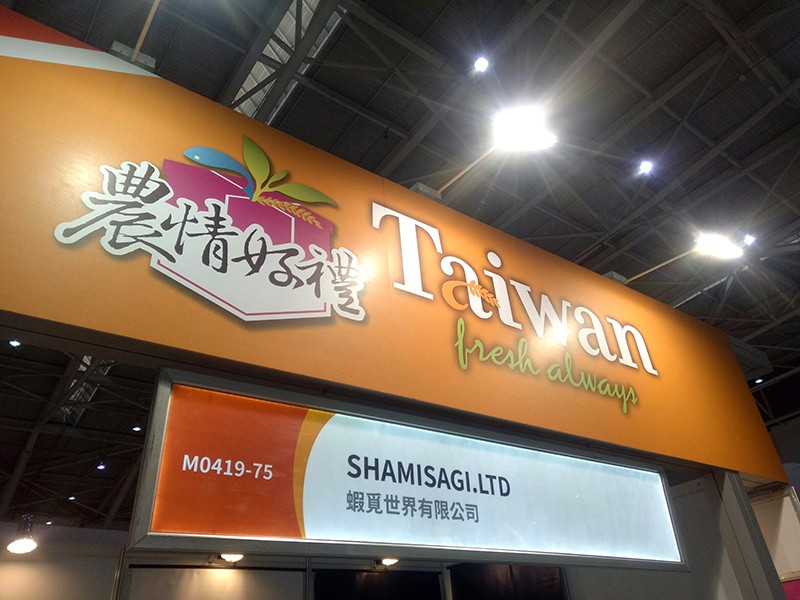 農情好禮
Taiwan
fresh always
M0419-75
SHAMISAGI.LTD
蝦覓世界有限公司